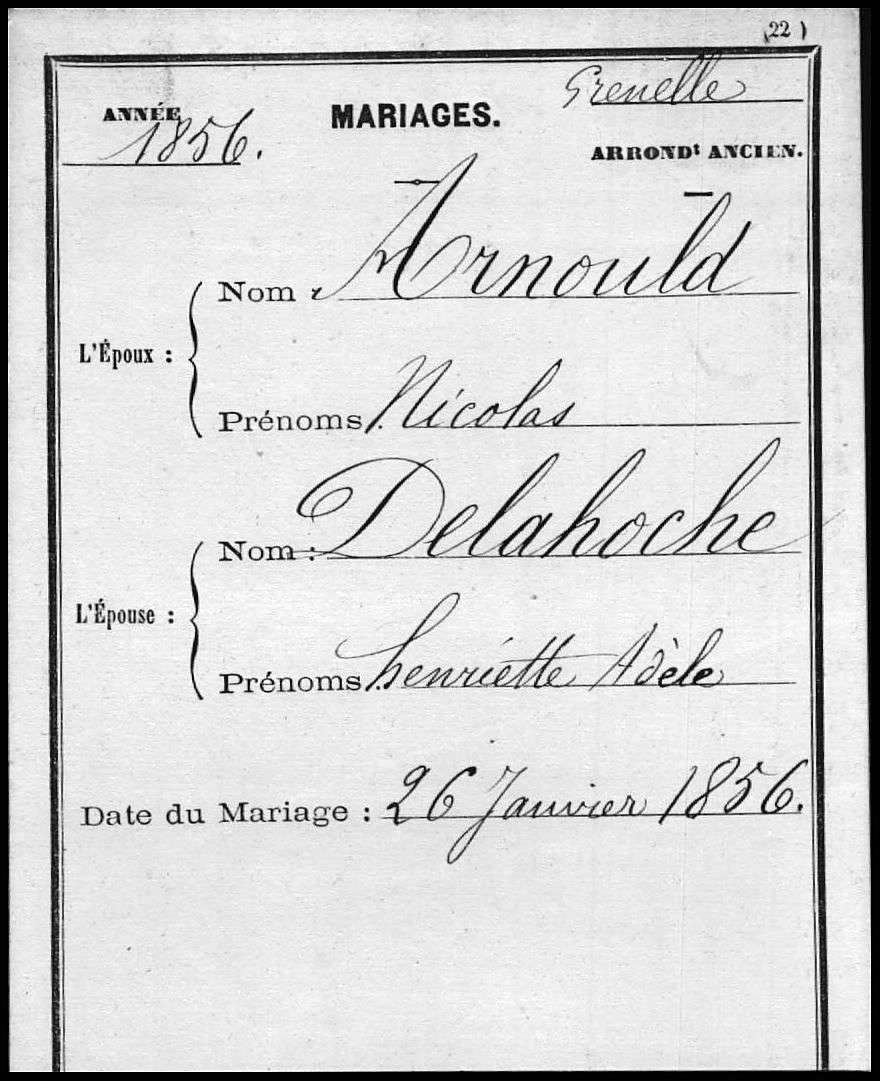 (22)
ANNÉE
1856.
MARIAGES.
Grenelle
ARRONDt ANCIEN.
L'Époux :
Nom : Arnould
Prénoms : Nicolas
L'Épouse :
Nom : Delahoche
Prénoms : henriette Adèle
Date du Mariage : 26 Janvier 1856.